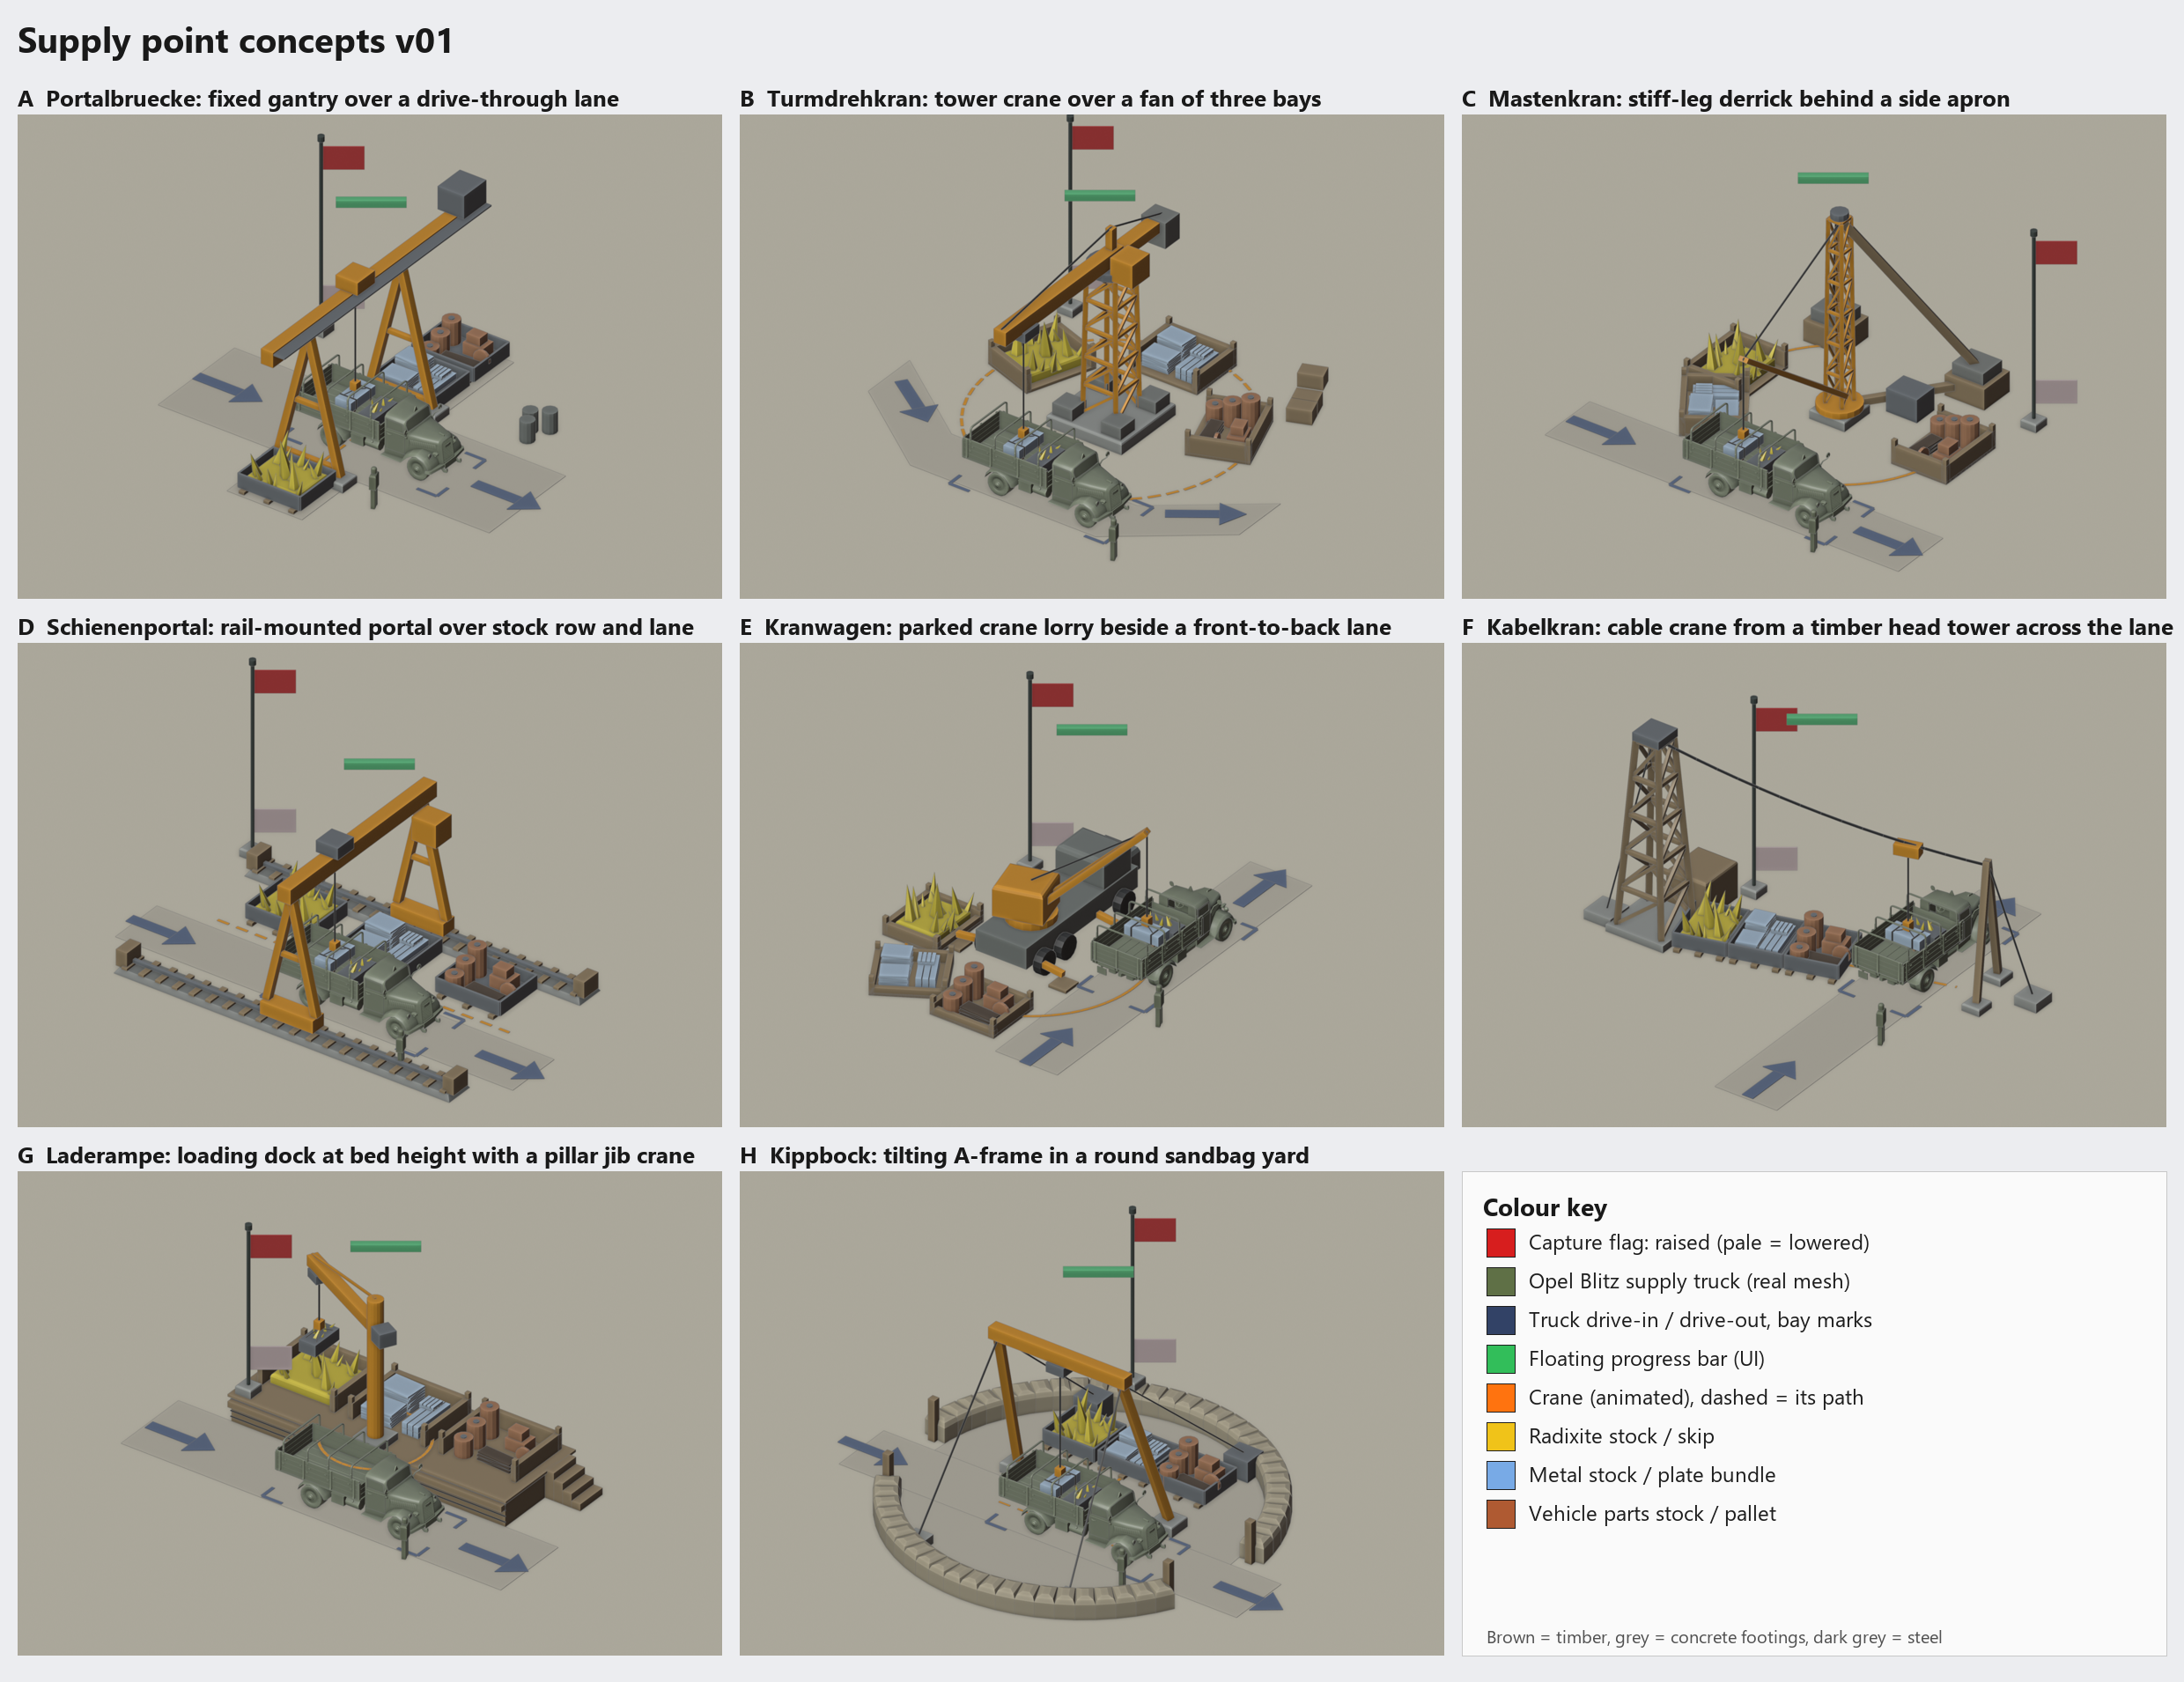 Supply point concepts v01
A Portalbruecke: fixed gantry over a drive-through lane
B Turmdrehkran: tower crane over a fan of three bays
C Mastenkran: stiff-leg derrick behind a side apron
D Schienenportal: rail-mounted portal over stock row and lane
E Kranwagen: parked crane lorry beside a front-to-back lane
F Kabelkran: cable crane from a timber head tower across the lane
G Laderampe: loading dock at bed height with a pillar jib crane
H Kippbock: tilting A-frame in a round sandbag yard
Colour key
Capture flag: raised (pale = lowered)
Opel Blitz supply truck (real mesh)
Truck drive-in / drive-out, bay marks
Floating progress bar (UI)
Crane (animated), dashed = its path
Radixite stock / skip
Metal stock / plate bundle
Vehicle parts stock / pallet
Brown = timber, grey = concrete footings, dark grey = steel